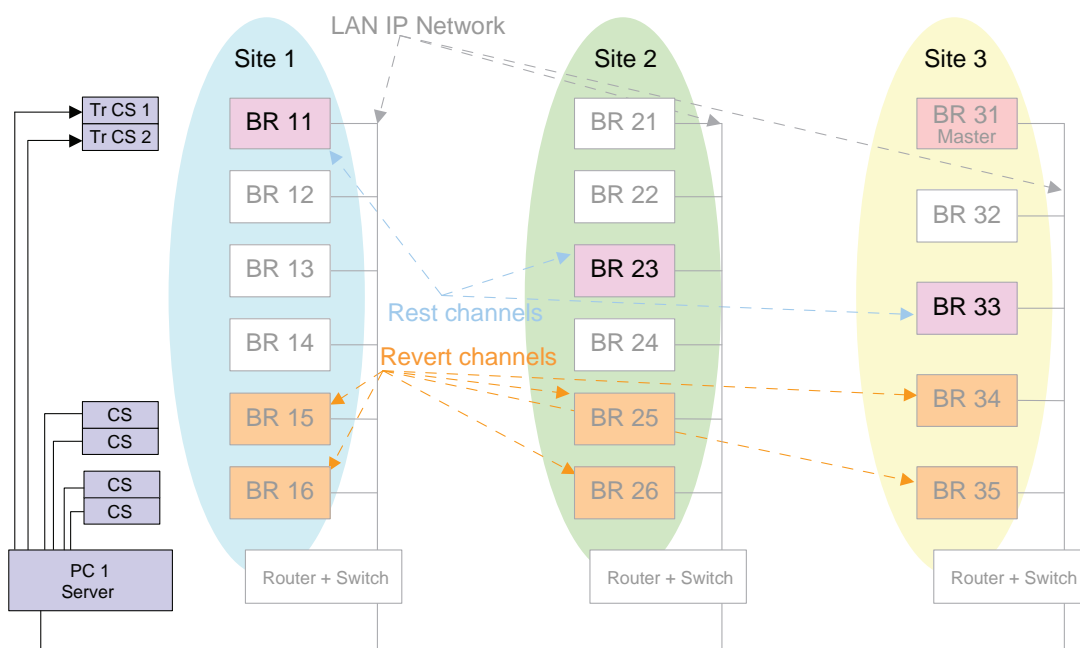 LAN IP Network
Site 1
Site 2
Site 3
Tr CS 1
Tr CS 2
BR 11
BR 12
BR 13
BR 14
BR 15
BR 16
BR 21
BR 22
BR 23
BR 24
BR 25
BR 26
BR 31
Master
BR 32
BR 33
BR 34
BR 35
Rest channels
Revert channels
CS
CS
CS
CS
PC 1
Server
Router + Switch
Router + Switch
Router + Switch